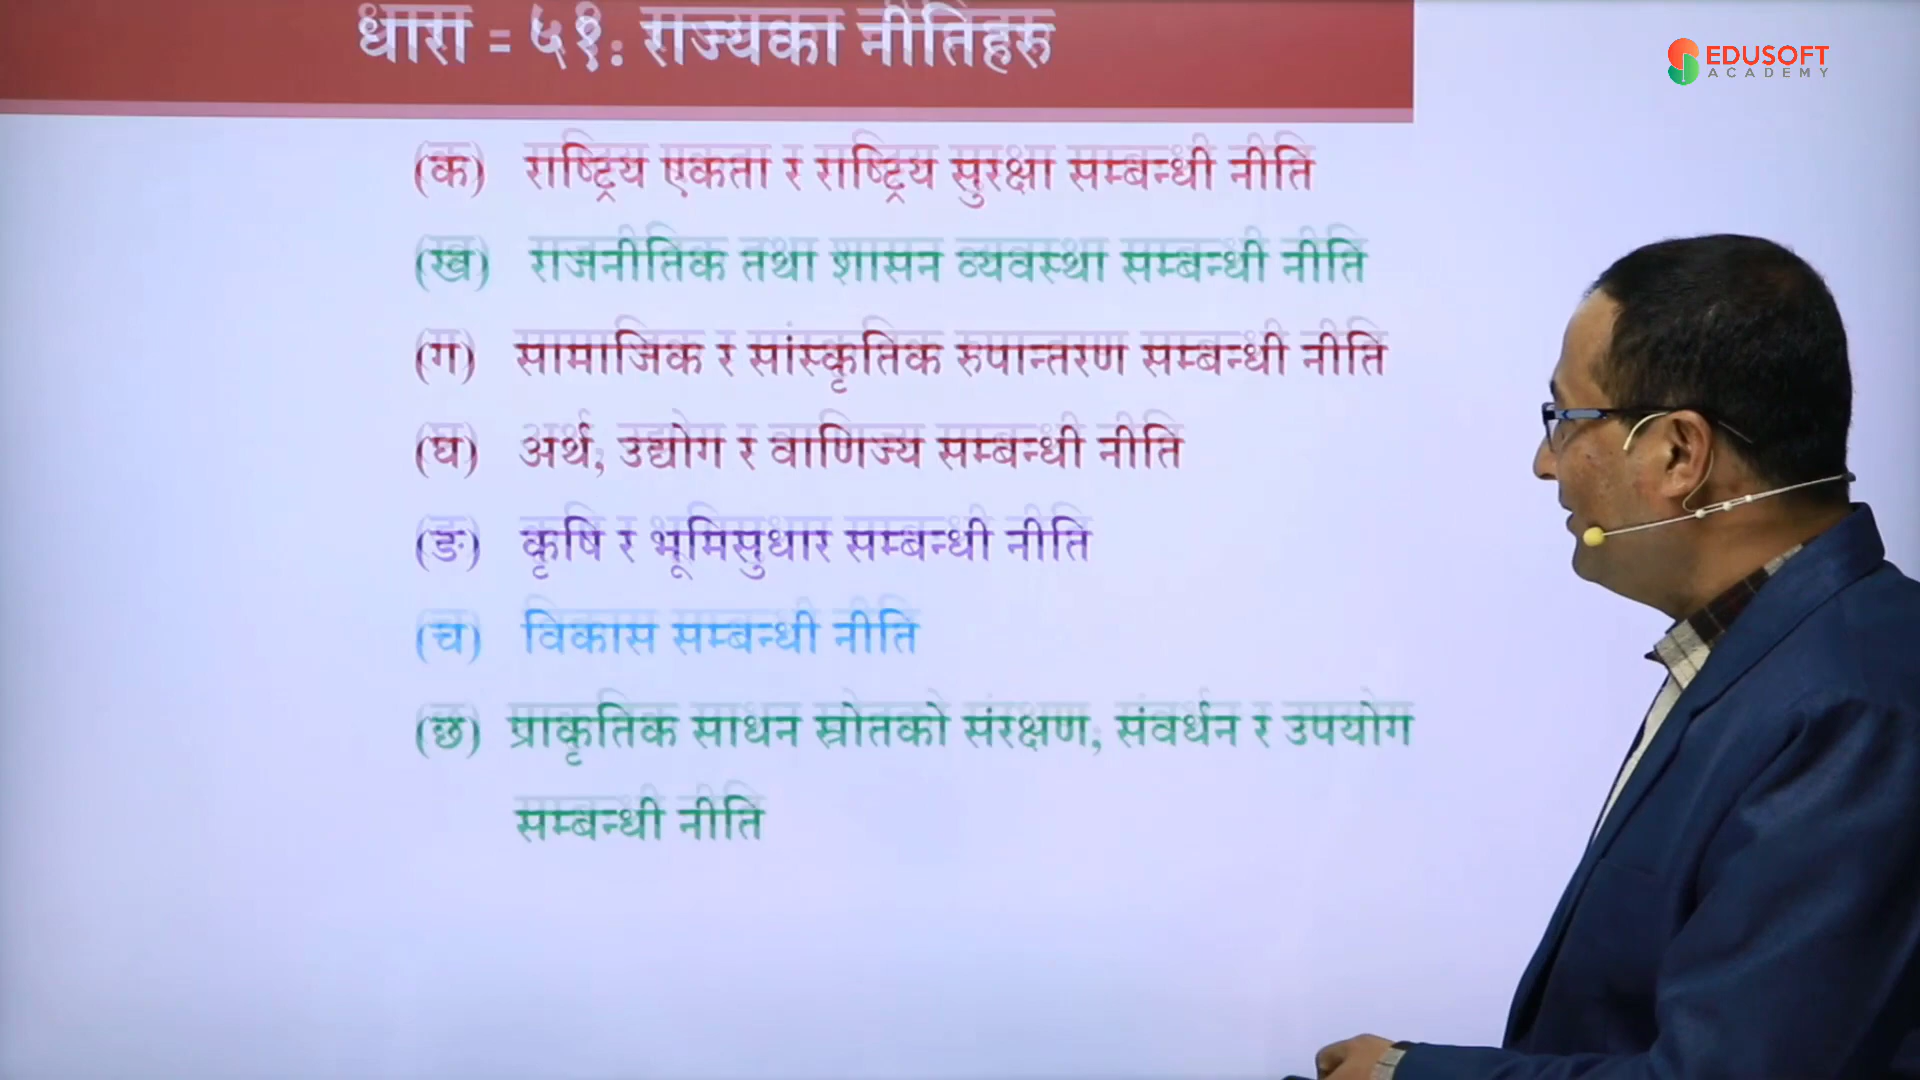 धारा = ५१. राज्यका नीतिहरु
EDUSOFT
ACADEMY
(क) राष्ट्रिय एकता र राष्ट्रिय सुरक्षा सम्बन्धी नीति
(ख) राजनीतिक तथा शासन व्यवस्था सम्बन्धी नीति
(ग) सामाजिक र सांस्कृतिक रुपान्तरण सम्बन्धी नीति
(घ) अर्थ, उद्योग र वाणिज्य सम्बन्धी नीति
(ङ) कृषि र भूमिसुधार सम्बन्धी नीति
(च) विकास सम्बन्धी नीति
(छ) प्राकृतिक साधन स्रोतको संरक्षण, संवर्धन र उपयोग
सम्बन्धी नीति